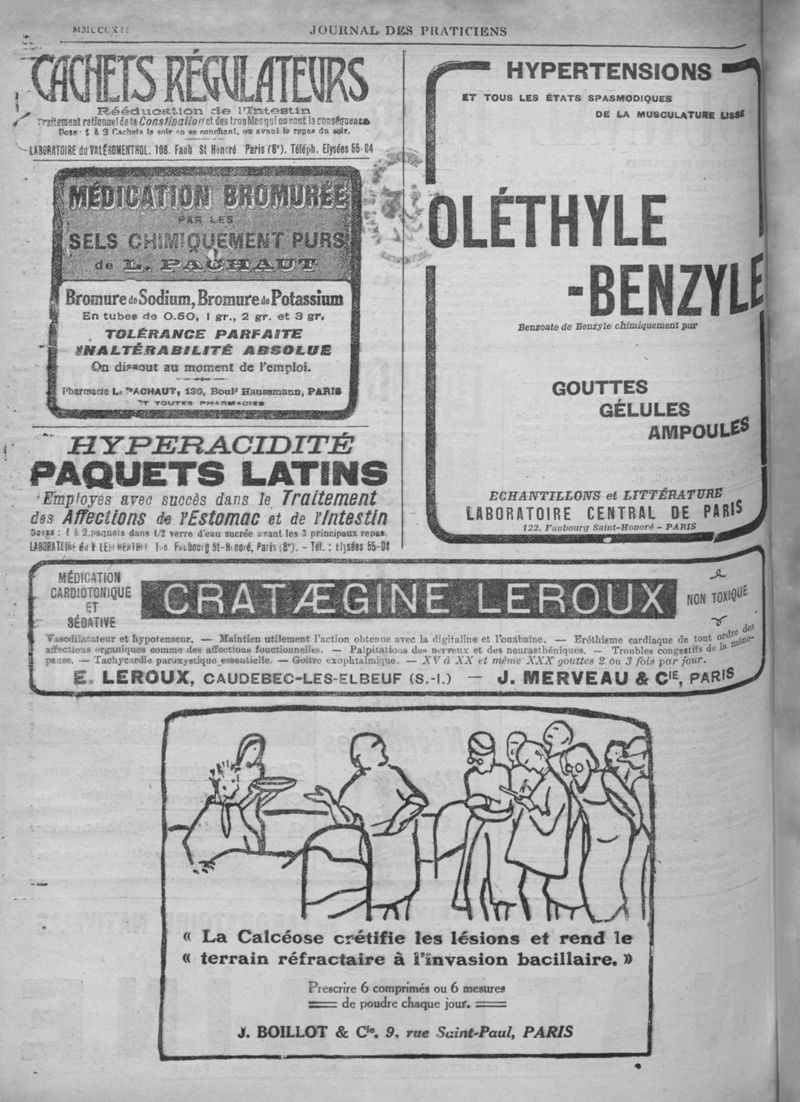 JOURNAL DES PRATICIENS
CACHETS RÉGULATEURS
Rééducation de l'Intestin
Traitement rationnel de la Constipation et des troubles qui en sont la conséquence
Dose : 1 à 2 Cachets le soir en se couchant, ou avant le repas du soir.
LABORATOIRE du VALÉROMENTHOL. 108. Faub St Honoré Paris (8e). Téléph. Elysées 55-04
MÉDICATION BROMURÉE
PAR LES
SELS CHIMIQUEMENT PURS
de L. PACHAUT
Bromure de Sodium, Bromure de Potassium
En tubes de 0.50, 1 gr., 2 gr. et 3 gr.
TOLÉRANCE PARFAITE
INALTÉRABILITÉ ABSOLUE
On dissout au moment de l'emploi.
Pharmacie L. PACHAUT, 130, Boulᵈ Haussmann, PARIS
ET TOUTES PHARMACIES
HYPERACIDITÉ
PAQUETS LATINS
Employés avec succès dans le Traitement
des Affections de l'Estomac et de l'Intestin
Doses : 1 à 2 paquets dans 1/2 verre d'eau sucrée avant les 3 principaux repas.
LABORATOIRE du Faubourg St-Honoré, Paris (8e). - Tél. : Elysées 55-04
HYPERTENSIONS
ET TOUS LES ÉTATS SPASMODIQUES
DE LA MUSCULATURE LISSE
OLÉTHYLE
-BENZYLE
Benzoate de Benzyle chimiquement pur
GOUTTES
GÉLULES
AMPOULES
ECHANTILLONS et LITTÉRATURE
LABORATOIRE CENTRAL DE PARIS
122, Faubourg Saint-Honoré - PARIS
MÉDICATION
CARDIOTONIQUE
ET
SÉDATIVE
CRATÆGINE LEROUX
NON TOXIQUE
Vasodilatateur et hypotenseur. — Maintien utilement l'action obtenue avec la digitaline et l'ouabaïne. — Eréthisme cardiaque de tout ordre des
affections organiques comme des affections fonctionnelles. — Palpitations des nerveux et des neurasthéniques. — Troubles congestifs de la méno-
pause. — Tachycardie paroxystique essentielle. — Goitre exophtalmique. — XV à XX et même XXX gouttes 2 ou 3 fois par jour.
E. LEROUX, CAUDEBEC-LES-ELBEUF (S.-I.) — J. MERVEAU & Cie, PARIS
« La Calcéose crétifie les lésions et rend le
« terrain réfractaire à l'invasion bacillaire. »
Prescrire 6 comprimés ou 6 mesures
de poudre chaque jour.
J. BOILLOT & Cie, 9, rue Saint-Paul, PARIS